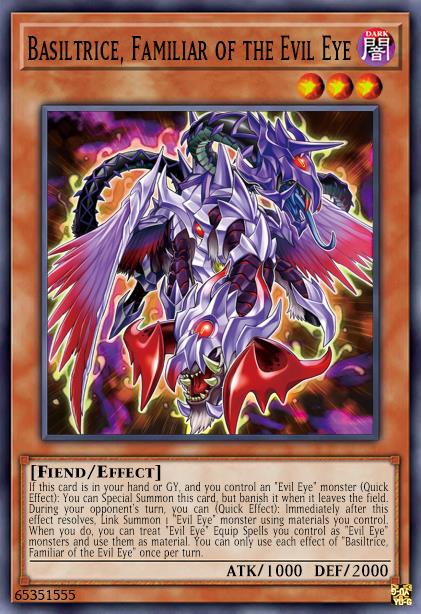 BASILTRICE, FAMILIAR OF THE EVIL EYE
DARK
闇
[FIEND/EFFECT]
If this card is in your hand or GY, and you control an "Evil Eye" monster (Quick
Effect): You can Special Summon this card, but banish it when it leaves the field.
During your opponent's turn, you can (Quick Effect): Immediately after this
effect resolves, Link Summon 1 "Evil Eye" monster using materials you control.
When you do, you can treat "Evil Eye" Equip Spells you control as "Evil Eye"
monsters and use them as material. You can only use each effect of "Basiltrice,
Familiar of the Evil Eye" once per turn.
ATK/1000 DEF/2000
65351555